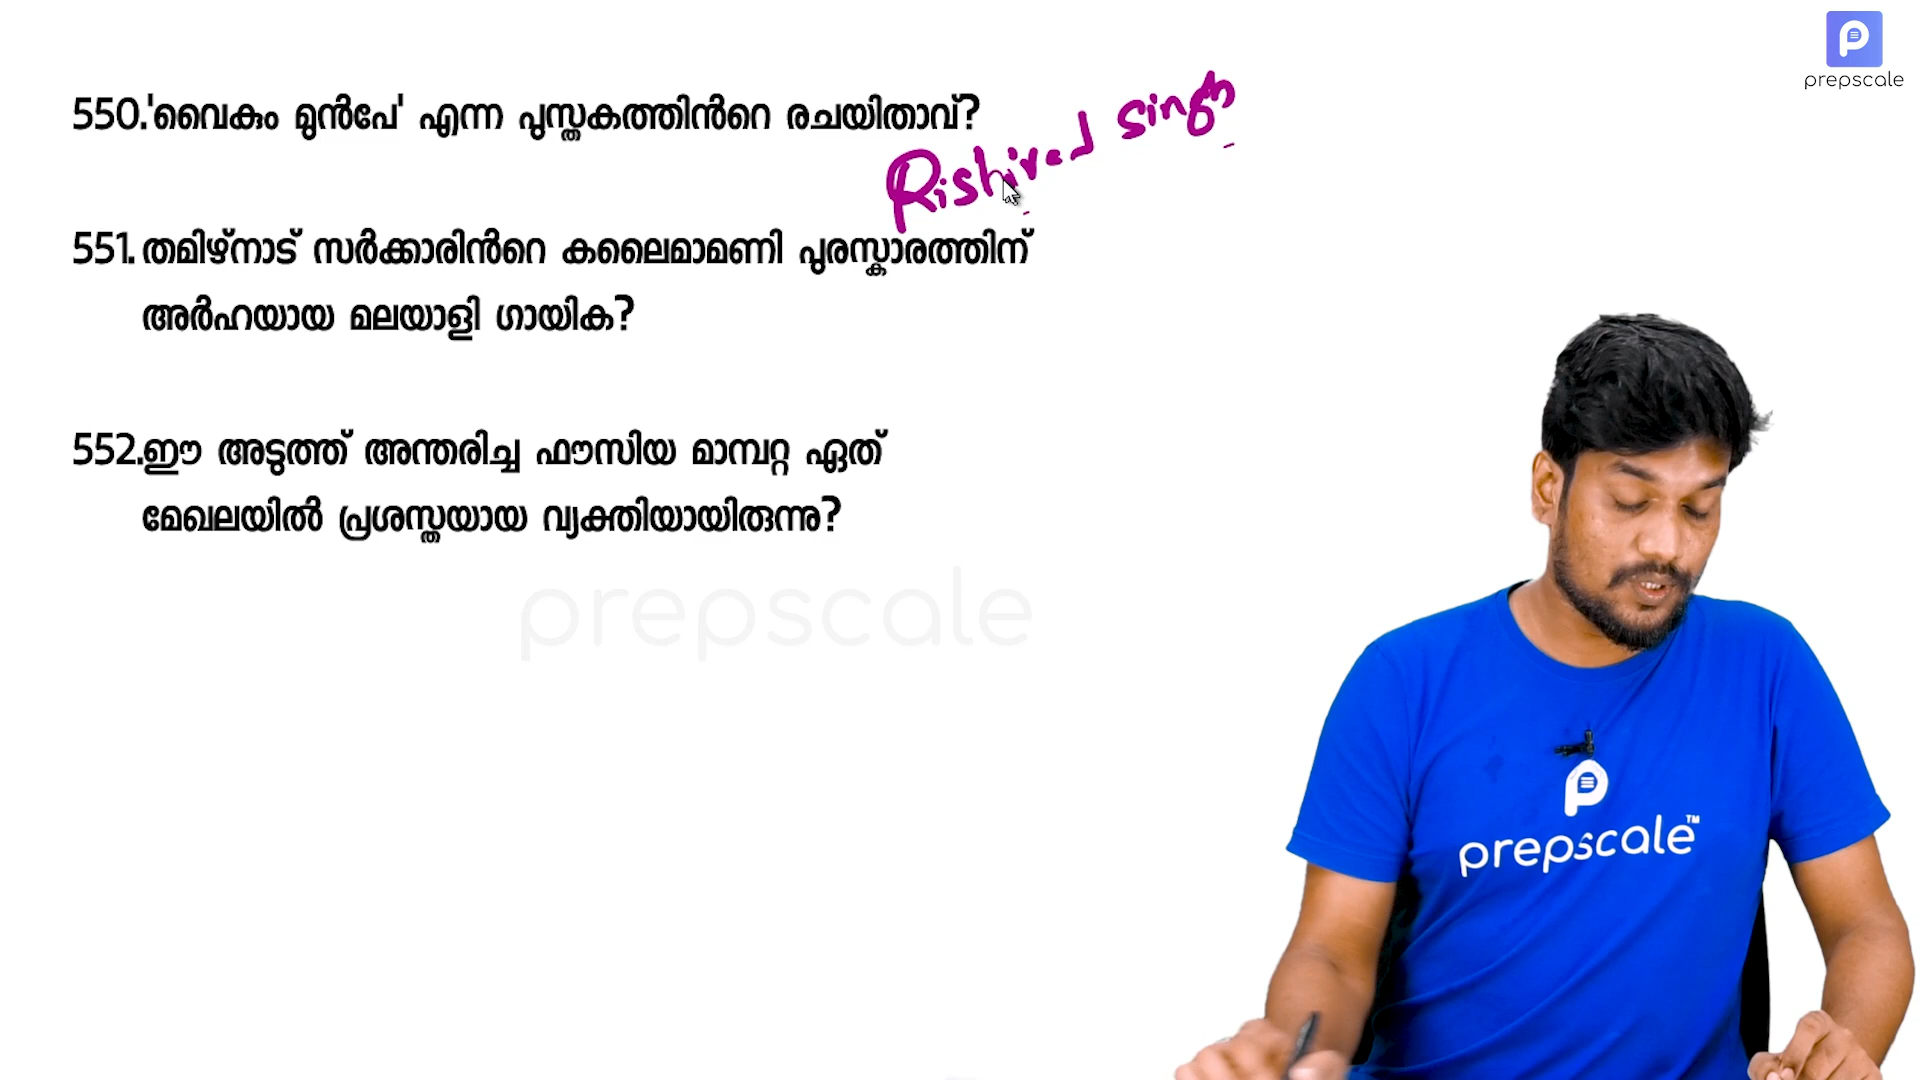 prepscale
550.'വൈകും മുൻപേ' എന്ന പുസ്തകത്തിൻറെ രചയിതാവ്?
Rishiraj Singh
551. തമിഴ്നാട് സർക്കാരിൻറെ കലൈമാമണി പുരസ്കാരത്തിന്
അർഹയായ മലയാളി ഗായിക?
552.ഈ അടുത്ത് അന്തരിച്ച ഫൗസിയ മാമ്പറ്റ ഏത്
മേഖലയിൽ പ്രശസ്തയായ വ്യക്തിയായിരുന്നു?
prepscale
prepscale™